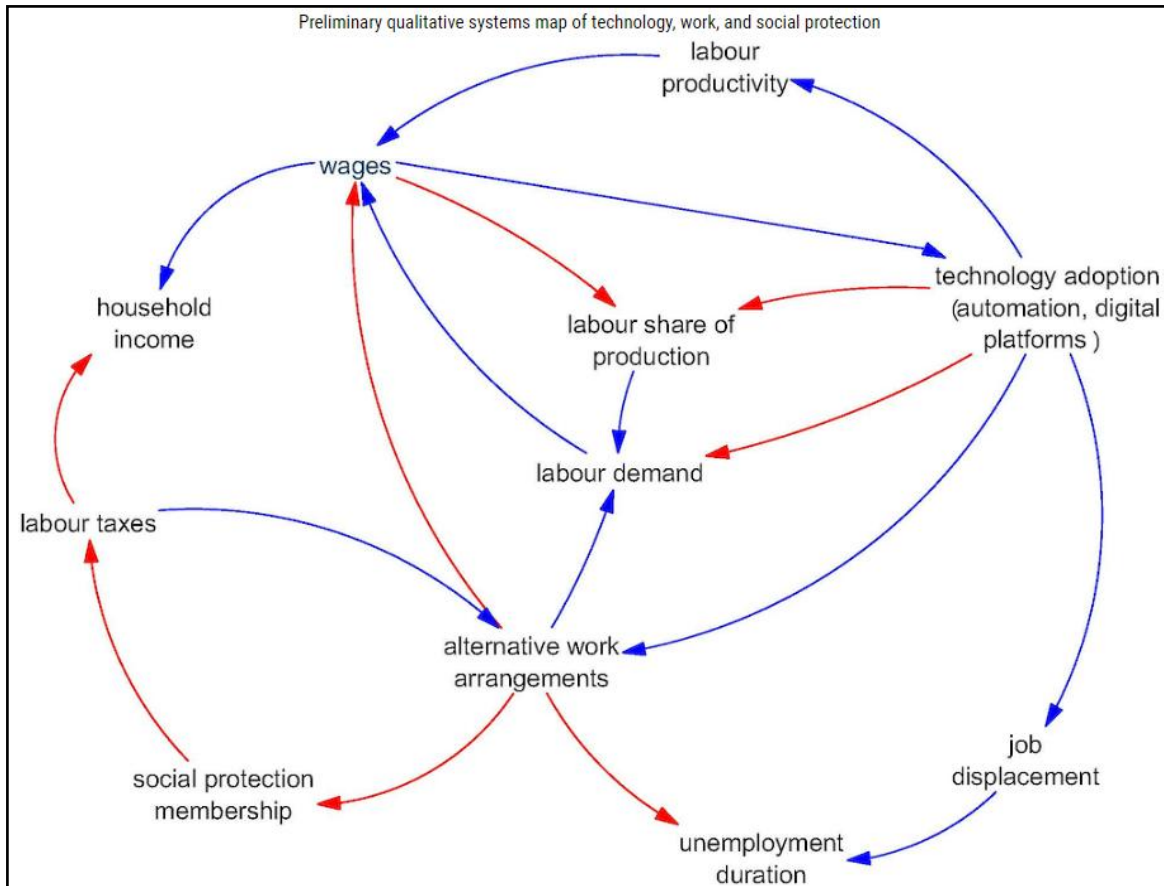 Preliminary qualitative systems map of technology, work, and social protection
labour
productivity
wages
technology adoption
(automation, digital
platforms )
household
income
labour share of
production
labour demand
labour taxes
alternative work
arrangements
job
displacement
social protection
membership
unemployment
duration